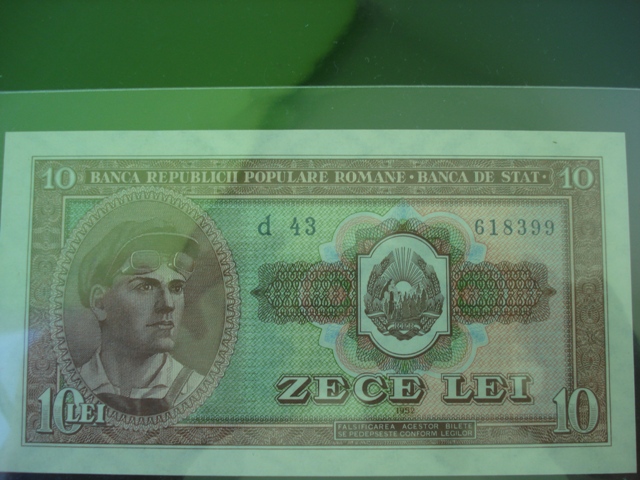 10 BANCA REPUBLICII POPULARE ROMANE · BANCA DE STAT · 10
d 43 618399
ZECE LEI
1952
10 LEI 10
FALSIFICAREA ACESTOR BILETE
SE PEDEPSESTE CONFORM LEGILOR